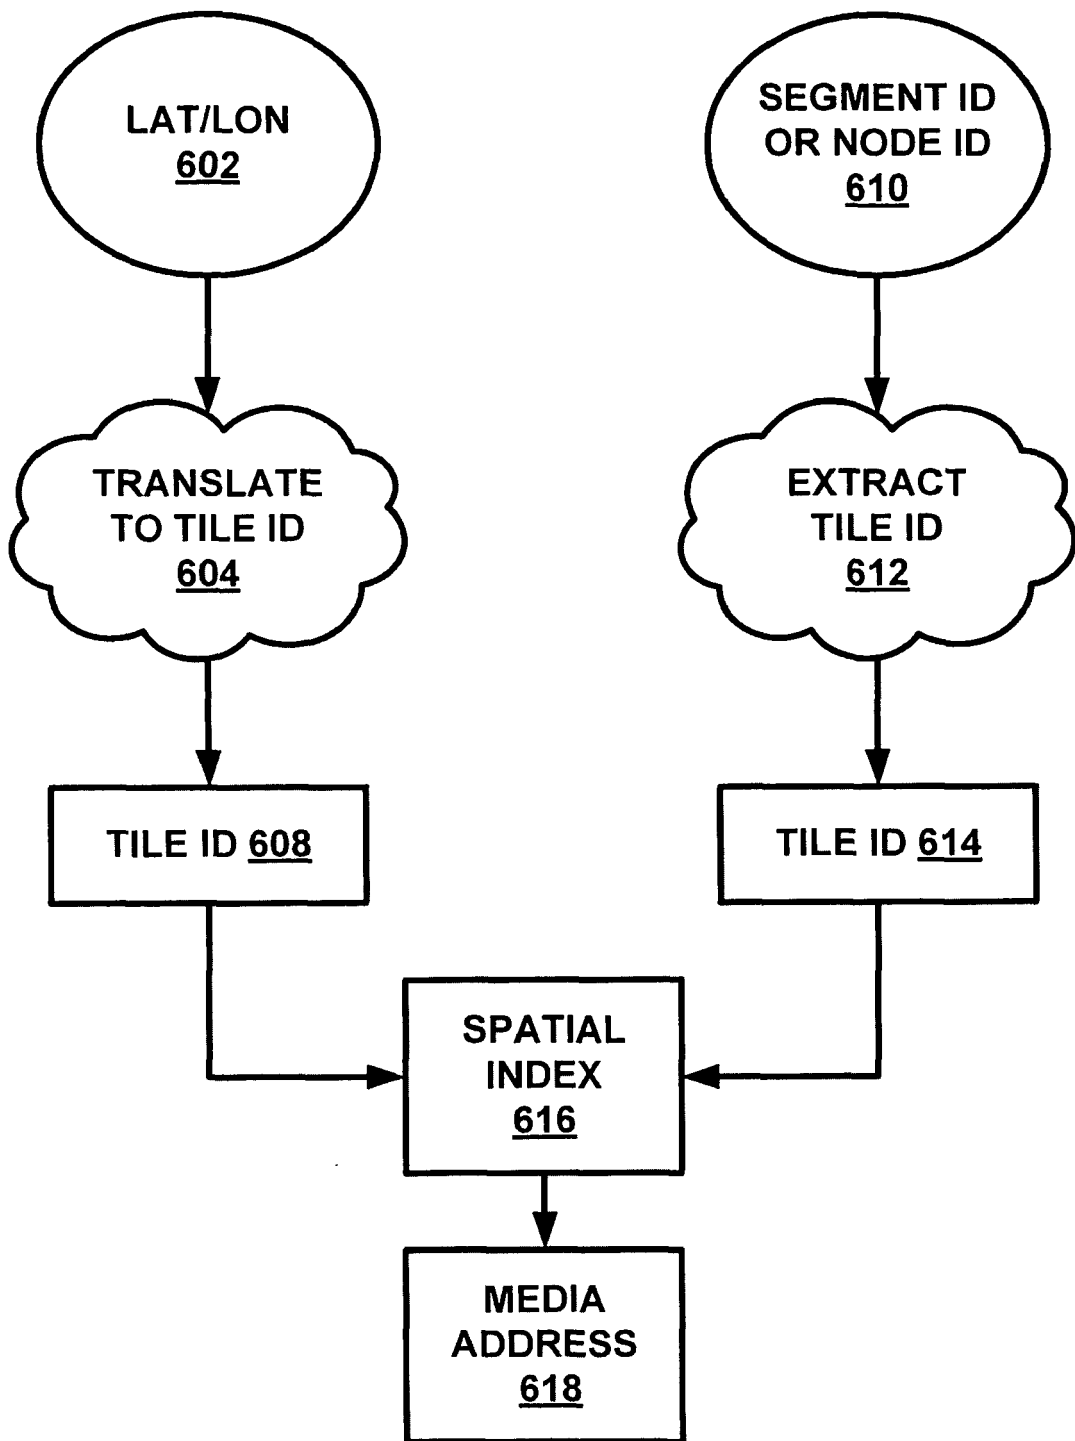 LAT/LON
602
SEGMENT ID
OR NODE ID
610
TRANSLATE
TO TILE ID
604
EXTRACT
TILE ID
612
TILE ID 608
TILE ID 614
SPATIAL
INDEX
616
MEDIA
ADDRESS
618